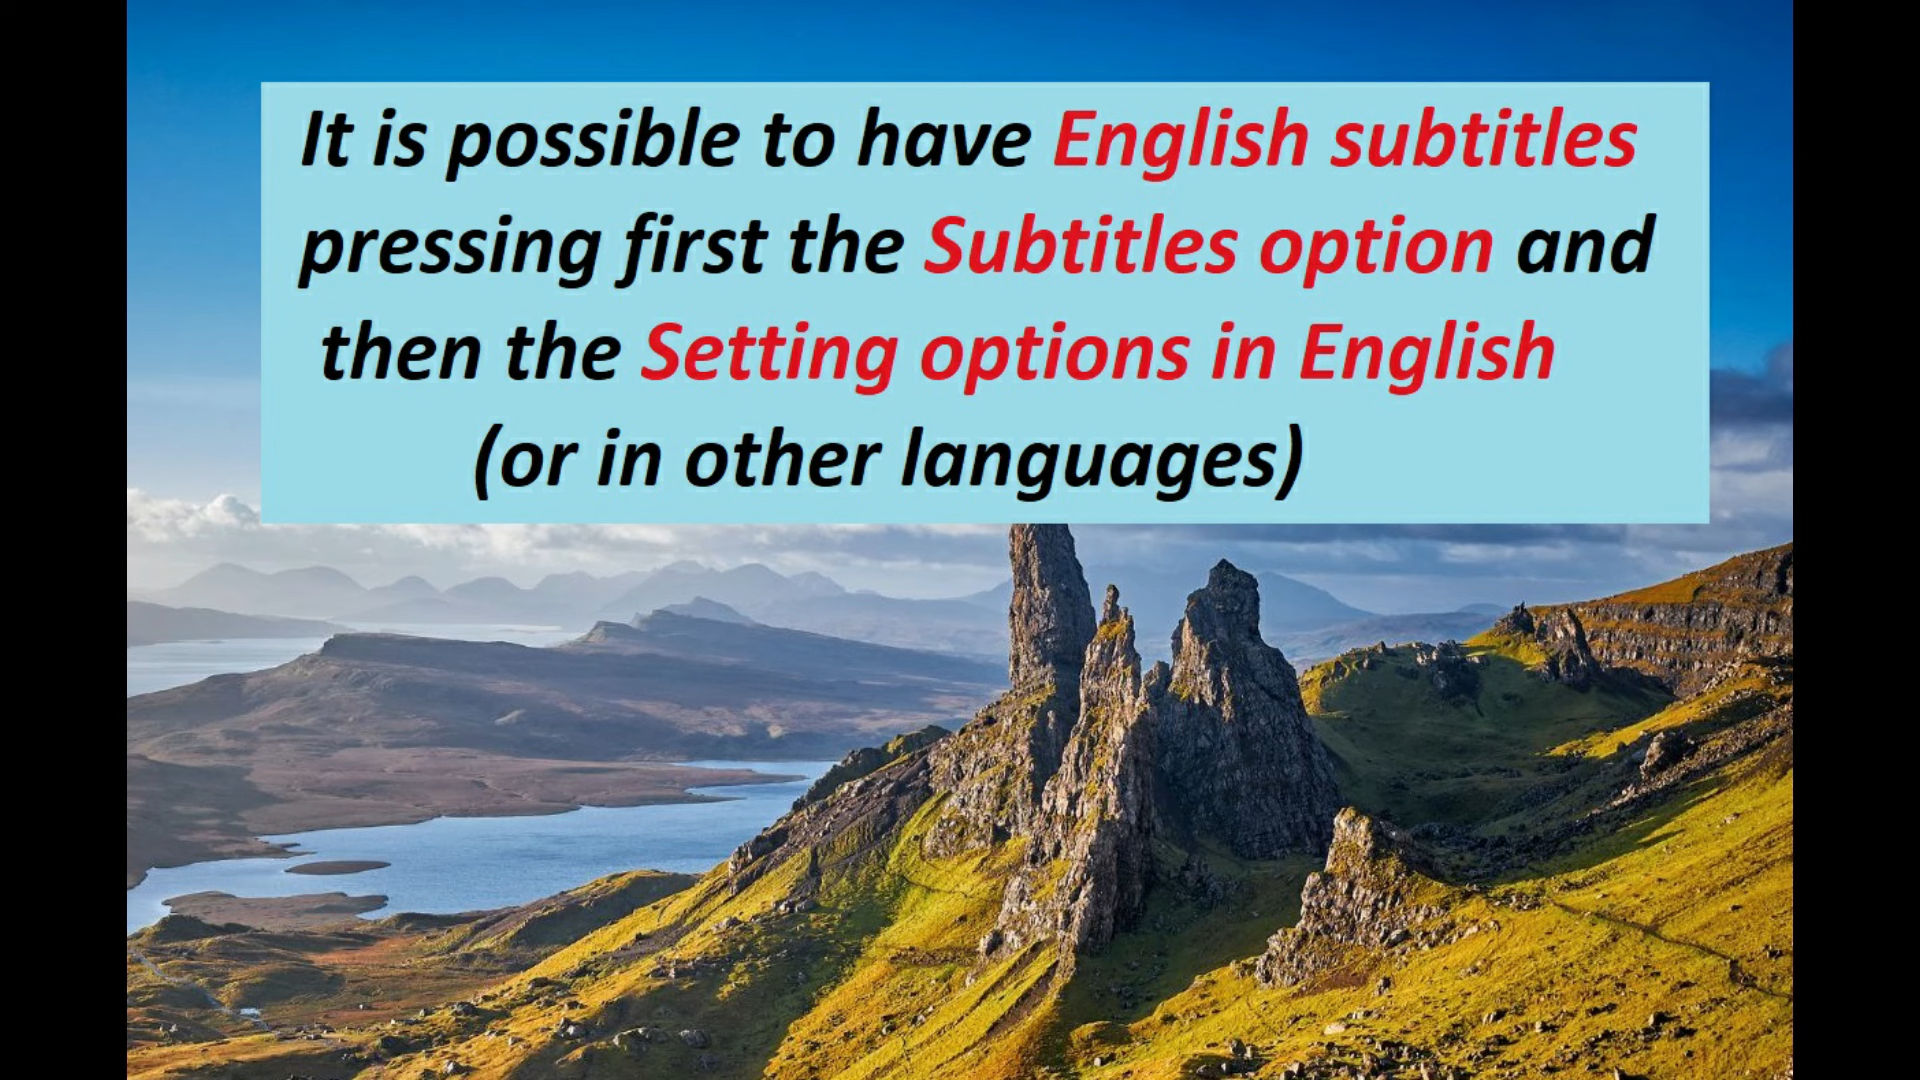 It is possible to have English subtitles
pressing first the Subtitles option and
then the Setting options in English
(or in other languages)